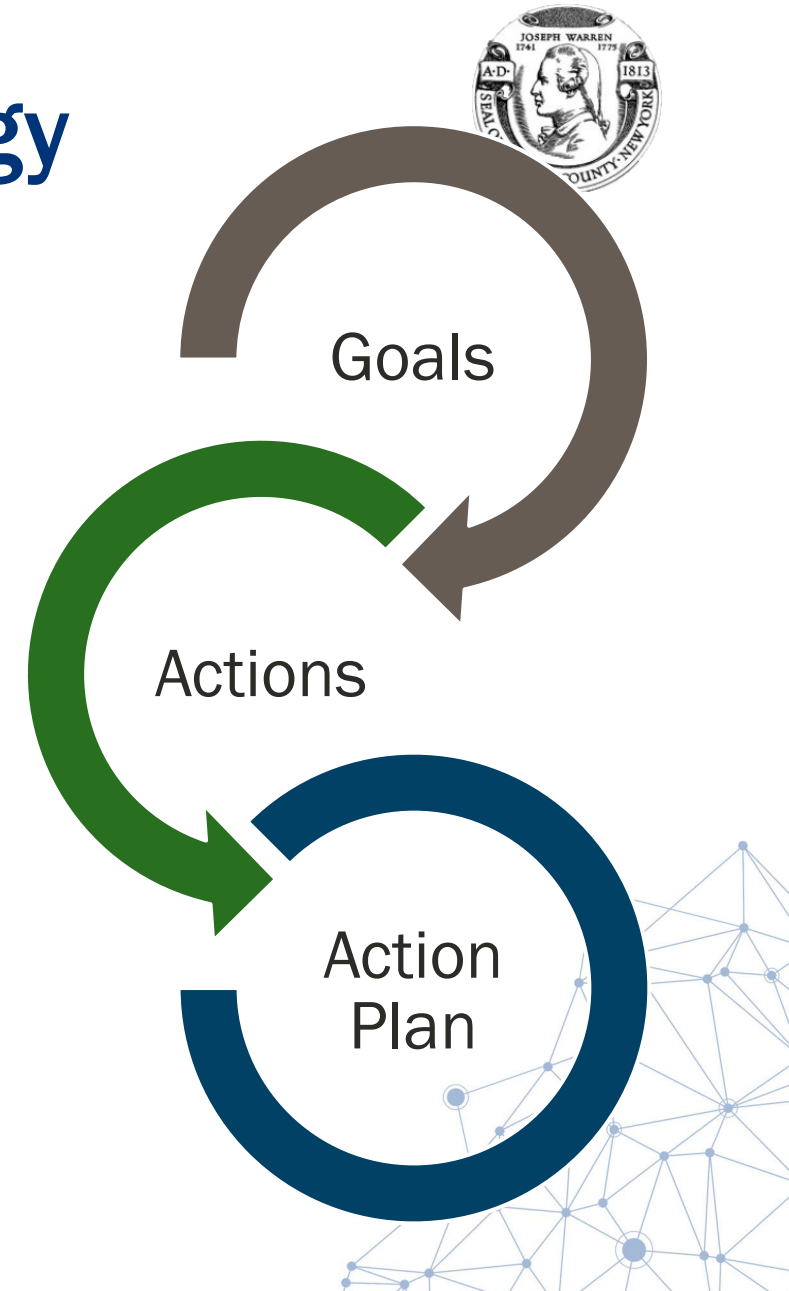 gy
JOSEPH WARREN
1741 1775
A·D· 1813
SEAL O
COUNTY·NEW YORK
Goals
Actions
Action
Plan